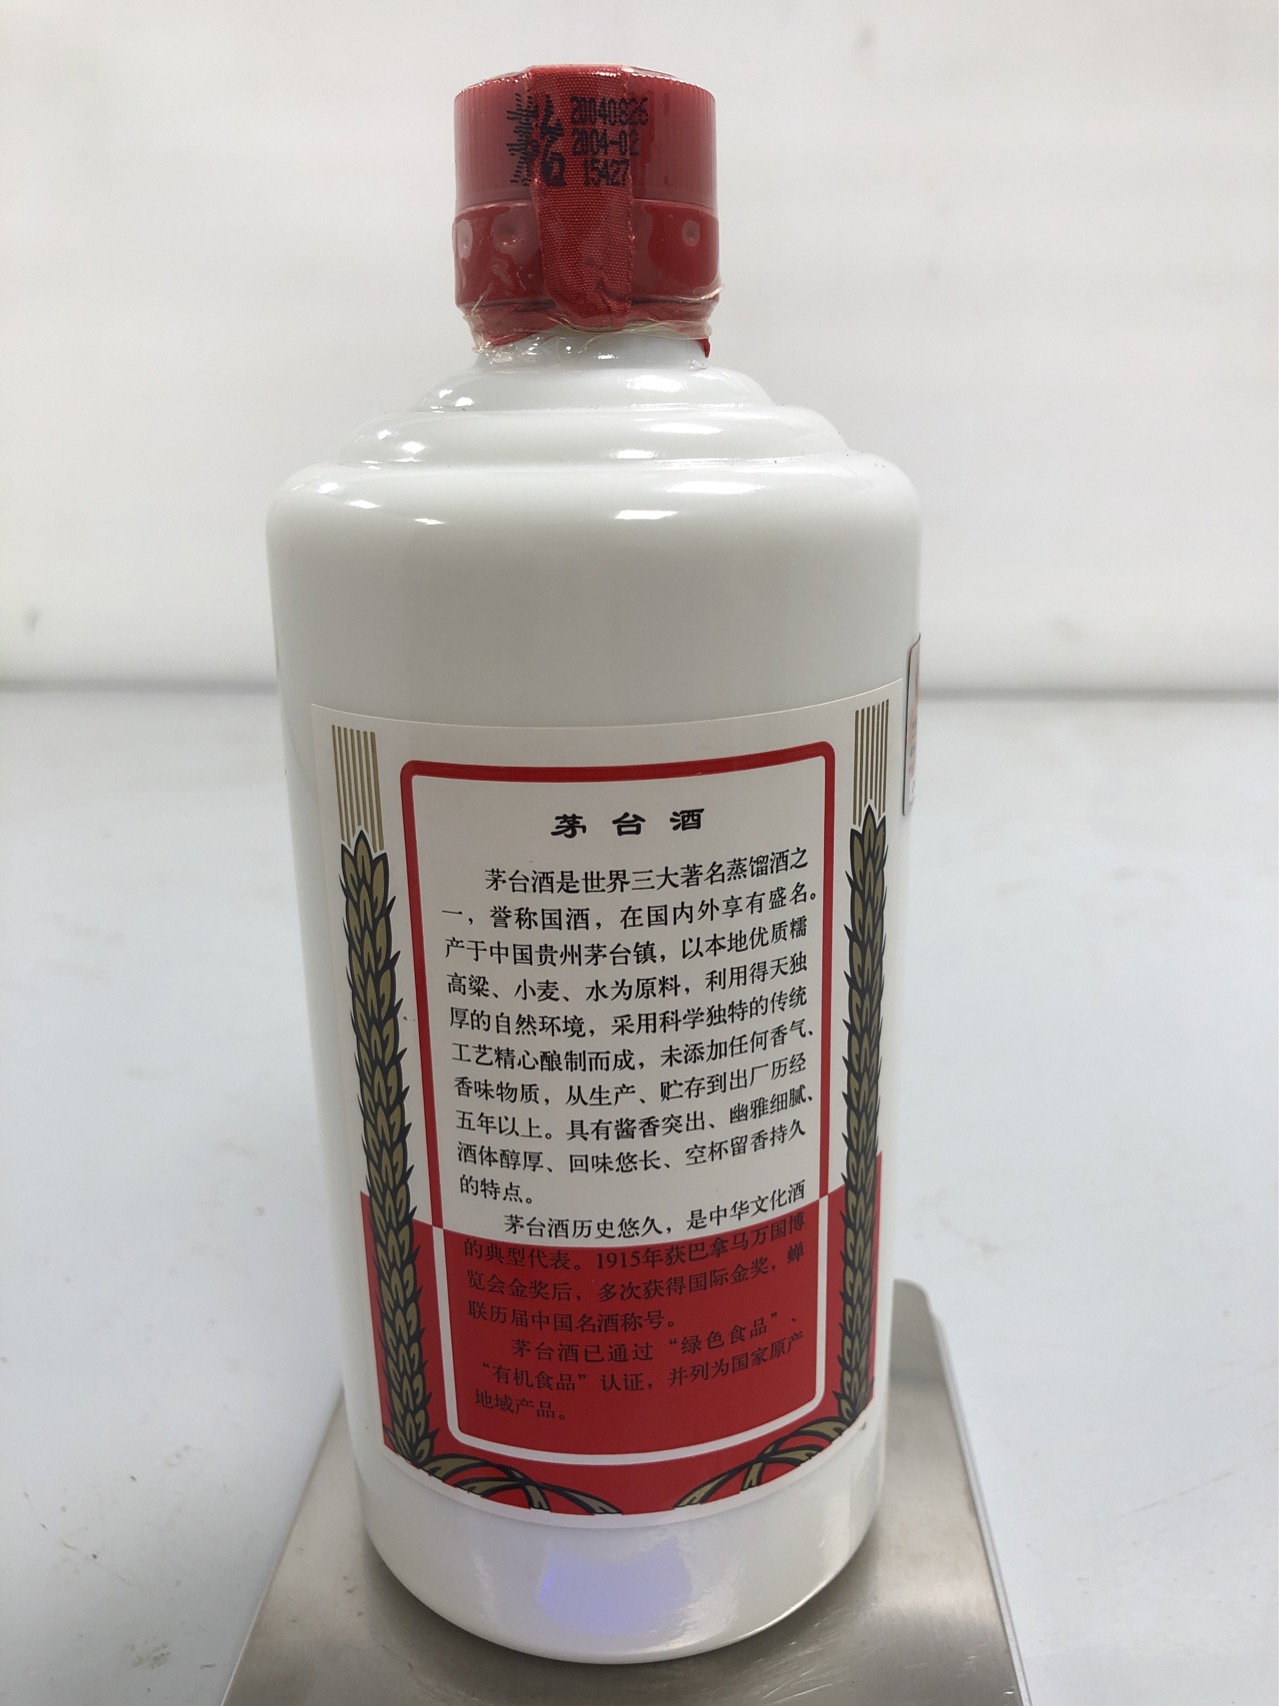 茅台 20040826
2004-02
15427
茅台酒
茅台酒是世界三大著名蒸馏酒之
一，誉称国酒，在国内外享有盛名。
产于中国贵州茅台镇，以本地优质糯
高粱、小麦、水为原料，利用得天独
厚的自然环境，采用科学独特的传统
工艺精心酿制而成，未添加任何香气、
香味物质，从生产、贮存到出厂历经
五年以上。具有酱香突出、幽雅细腻、
酒体醇厚、回味悠长、空杯留香持久
的特点。
茅台酒历史悠久，是中华文化酒
的典型代表。1915年获巴拿马万国博
览会金奖后，多次获得国际金奖，蝉
联历届中国名酒称号。
茅台酒已通过“绿色食品”、
“有机食品”认证，并列为国家原产
地域产品。